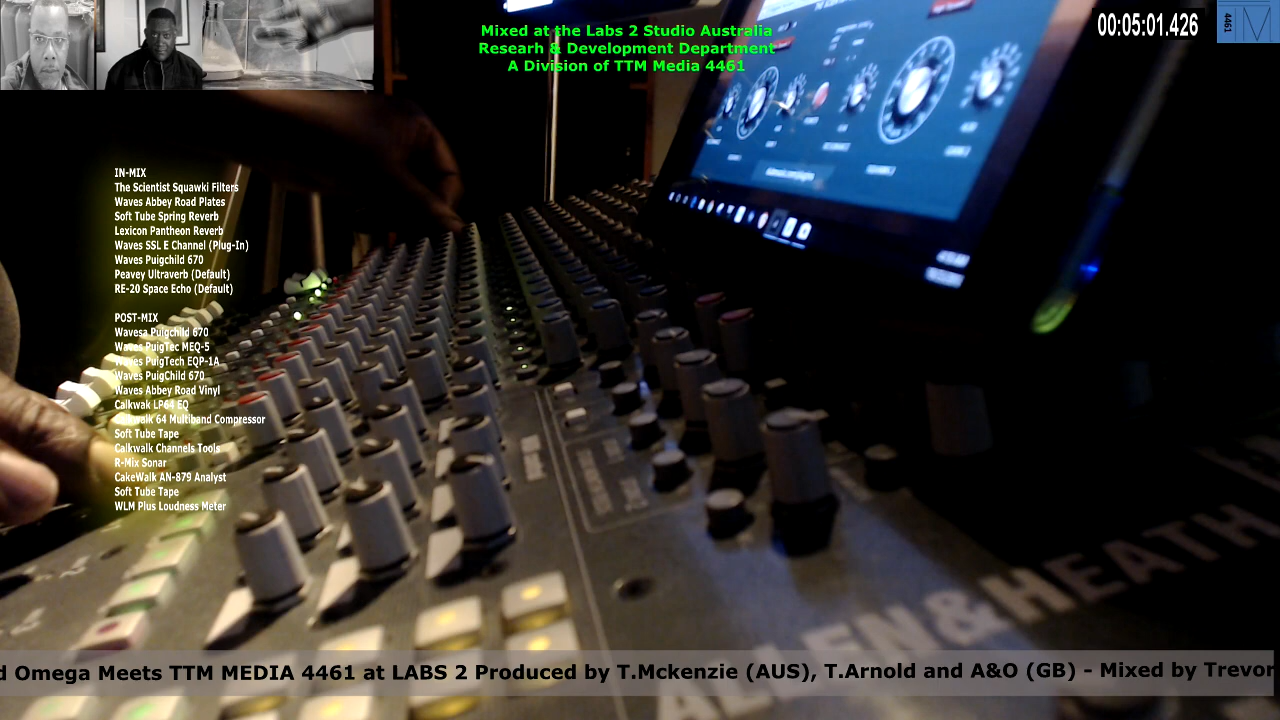 Mixed at the Labs 2 Studio Australia
Researh & Development Department
A Division of TTM Media 4461
00:05:01.426
4461
IN-MIX
The Scientist Squawki Filters
Waves Abbey Road Plates
Soft Tube Spring Reverb
Lexicon Pantheon Reverb
Waves SSL E Channel (Plug-In)
Waves Puigchild 670
Peavey Ultraverb (Default)
RE-20 Space Echo (Default)
POST-MIX
Wavesa Puigchild 670
Waves PuigTec MEQ-5
Waves PuigTech EQP-1A
Waves PuigChild 670
Waves Abbey Road Vinyl
Calkwak LP64 EQ
64 Multiband Compressor
Soft Tube Tape
Calkwalk Channels Tools
R-Mix Sonar
CakeWalk AN-879 Analyst
Soft Tube Tape
WLM Plus Loudness Meter
ALLEN&HEATH
d Omega Meets TTM MEDIA 4461 at LABS 2 Produced by T.Mckenzie (AUS), T.Arnold and A&O (GB) - Mixed by Trevor